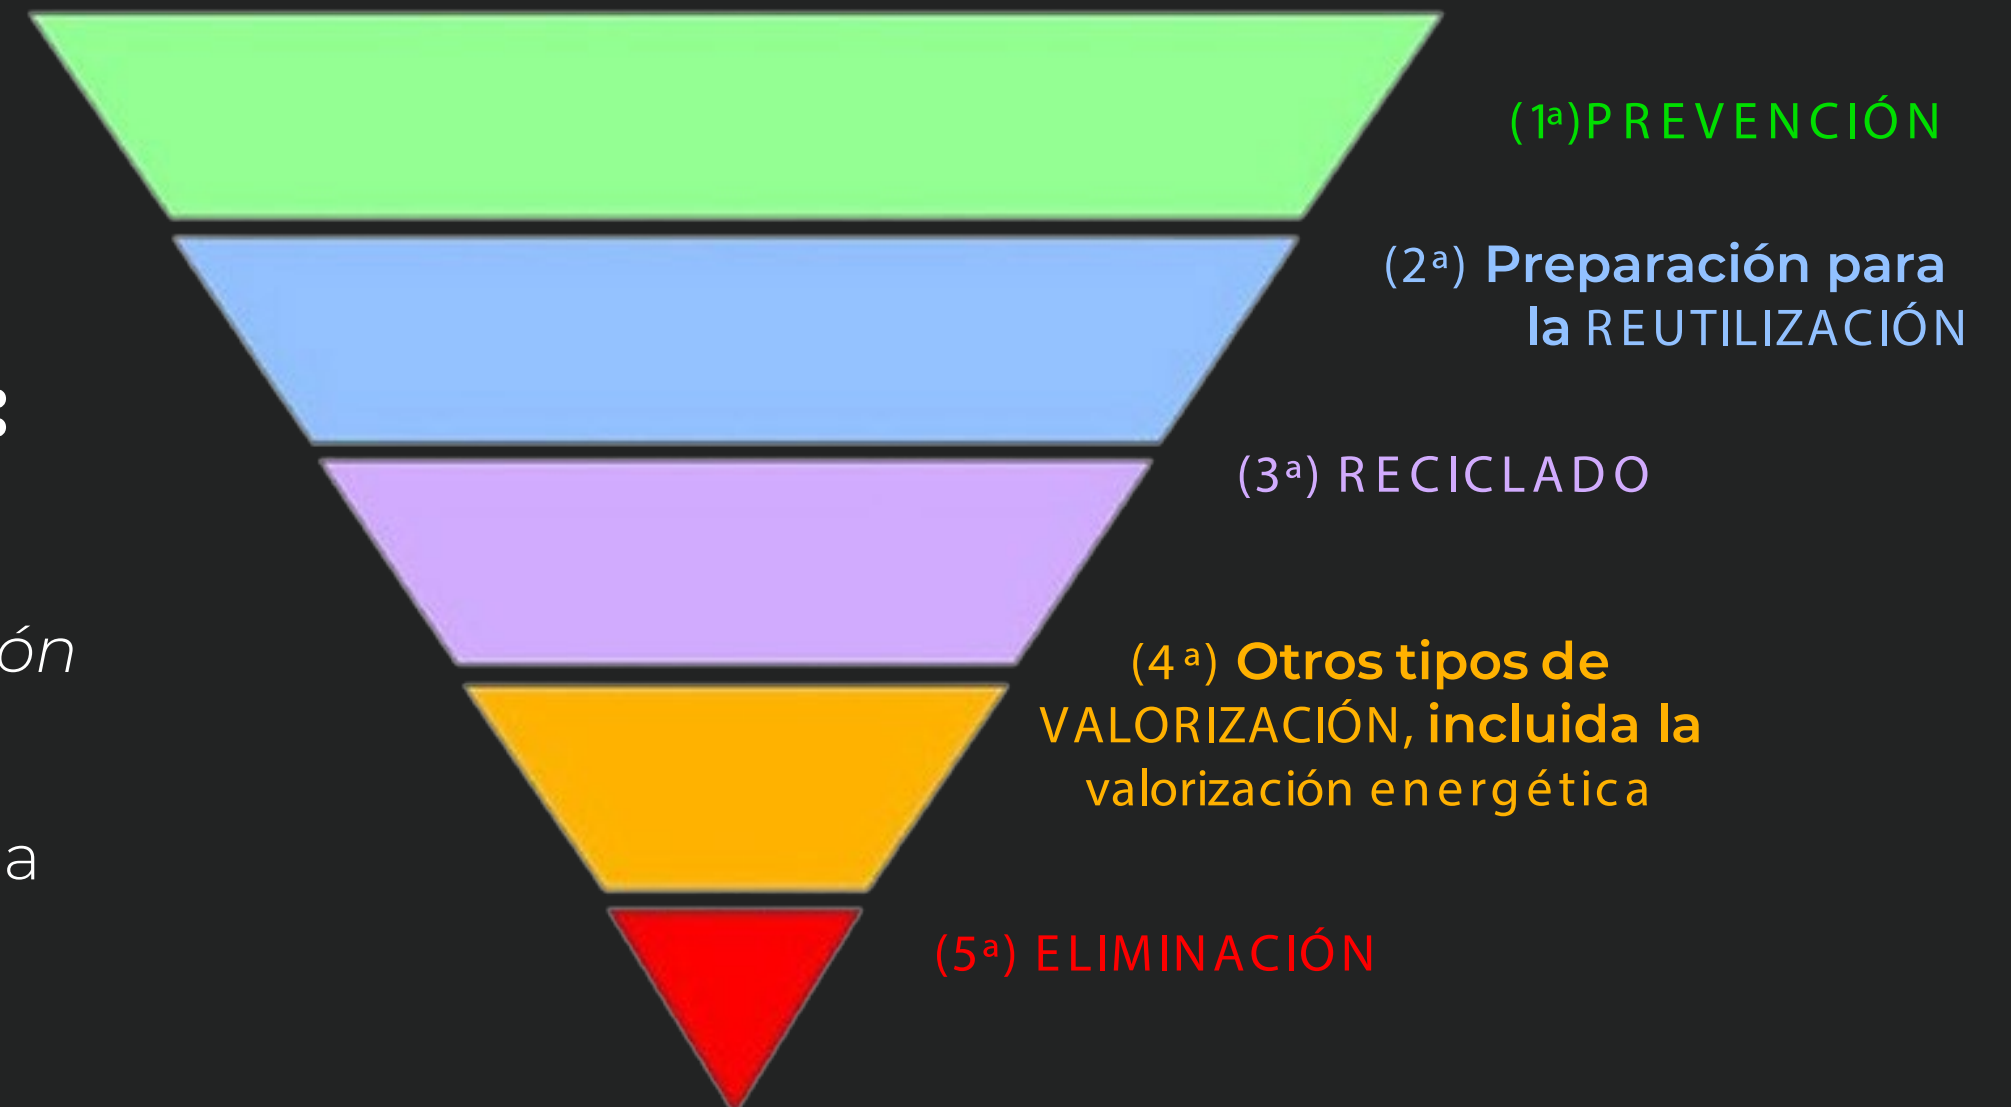 (1ª)PREVENCIÓN
(2ª) Preparación para
la REUTILIZACIÓN
:
(3ª) RECICLADO
ón
(4ª) Otros tipos de
VALORIZACIÓN, incluida la
valorización energética
a
(5ª) ELIMINACIÓN